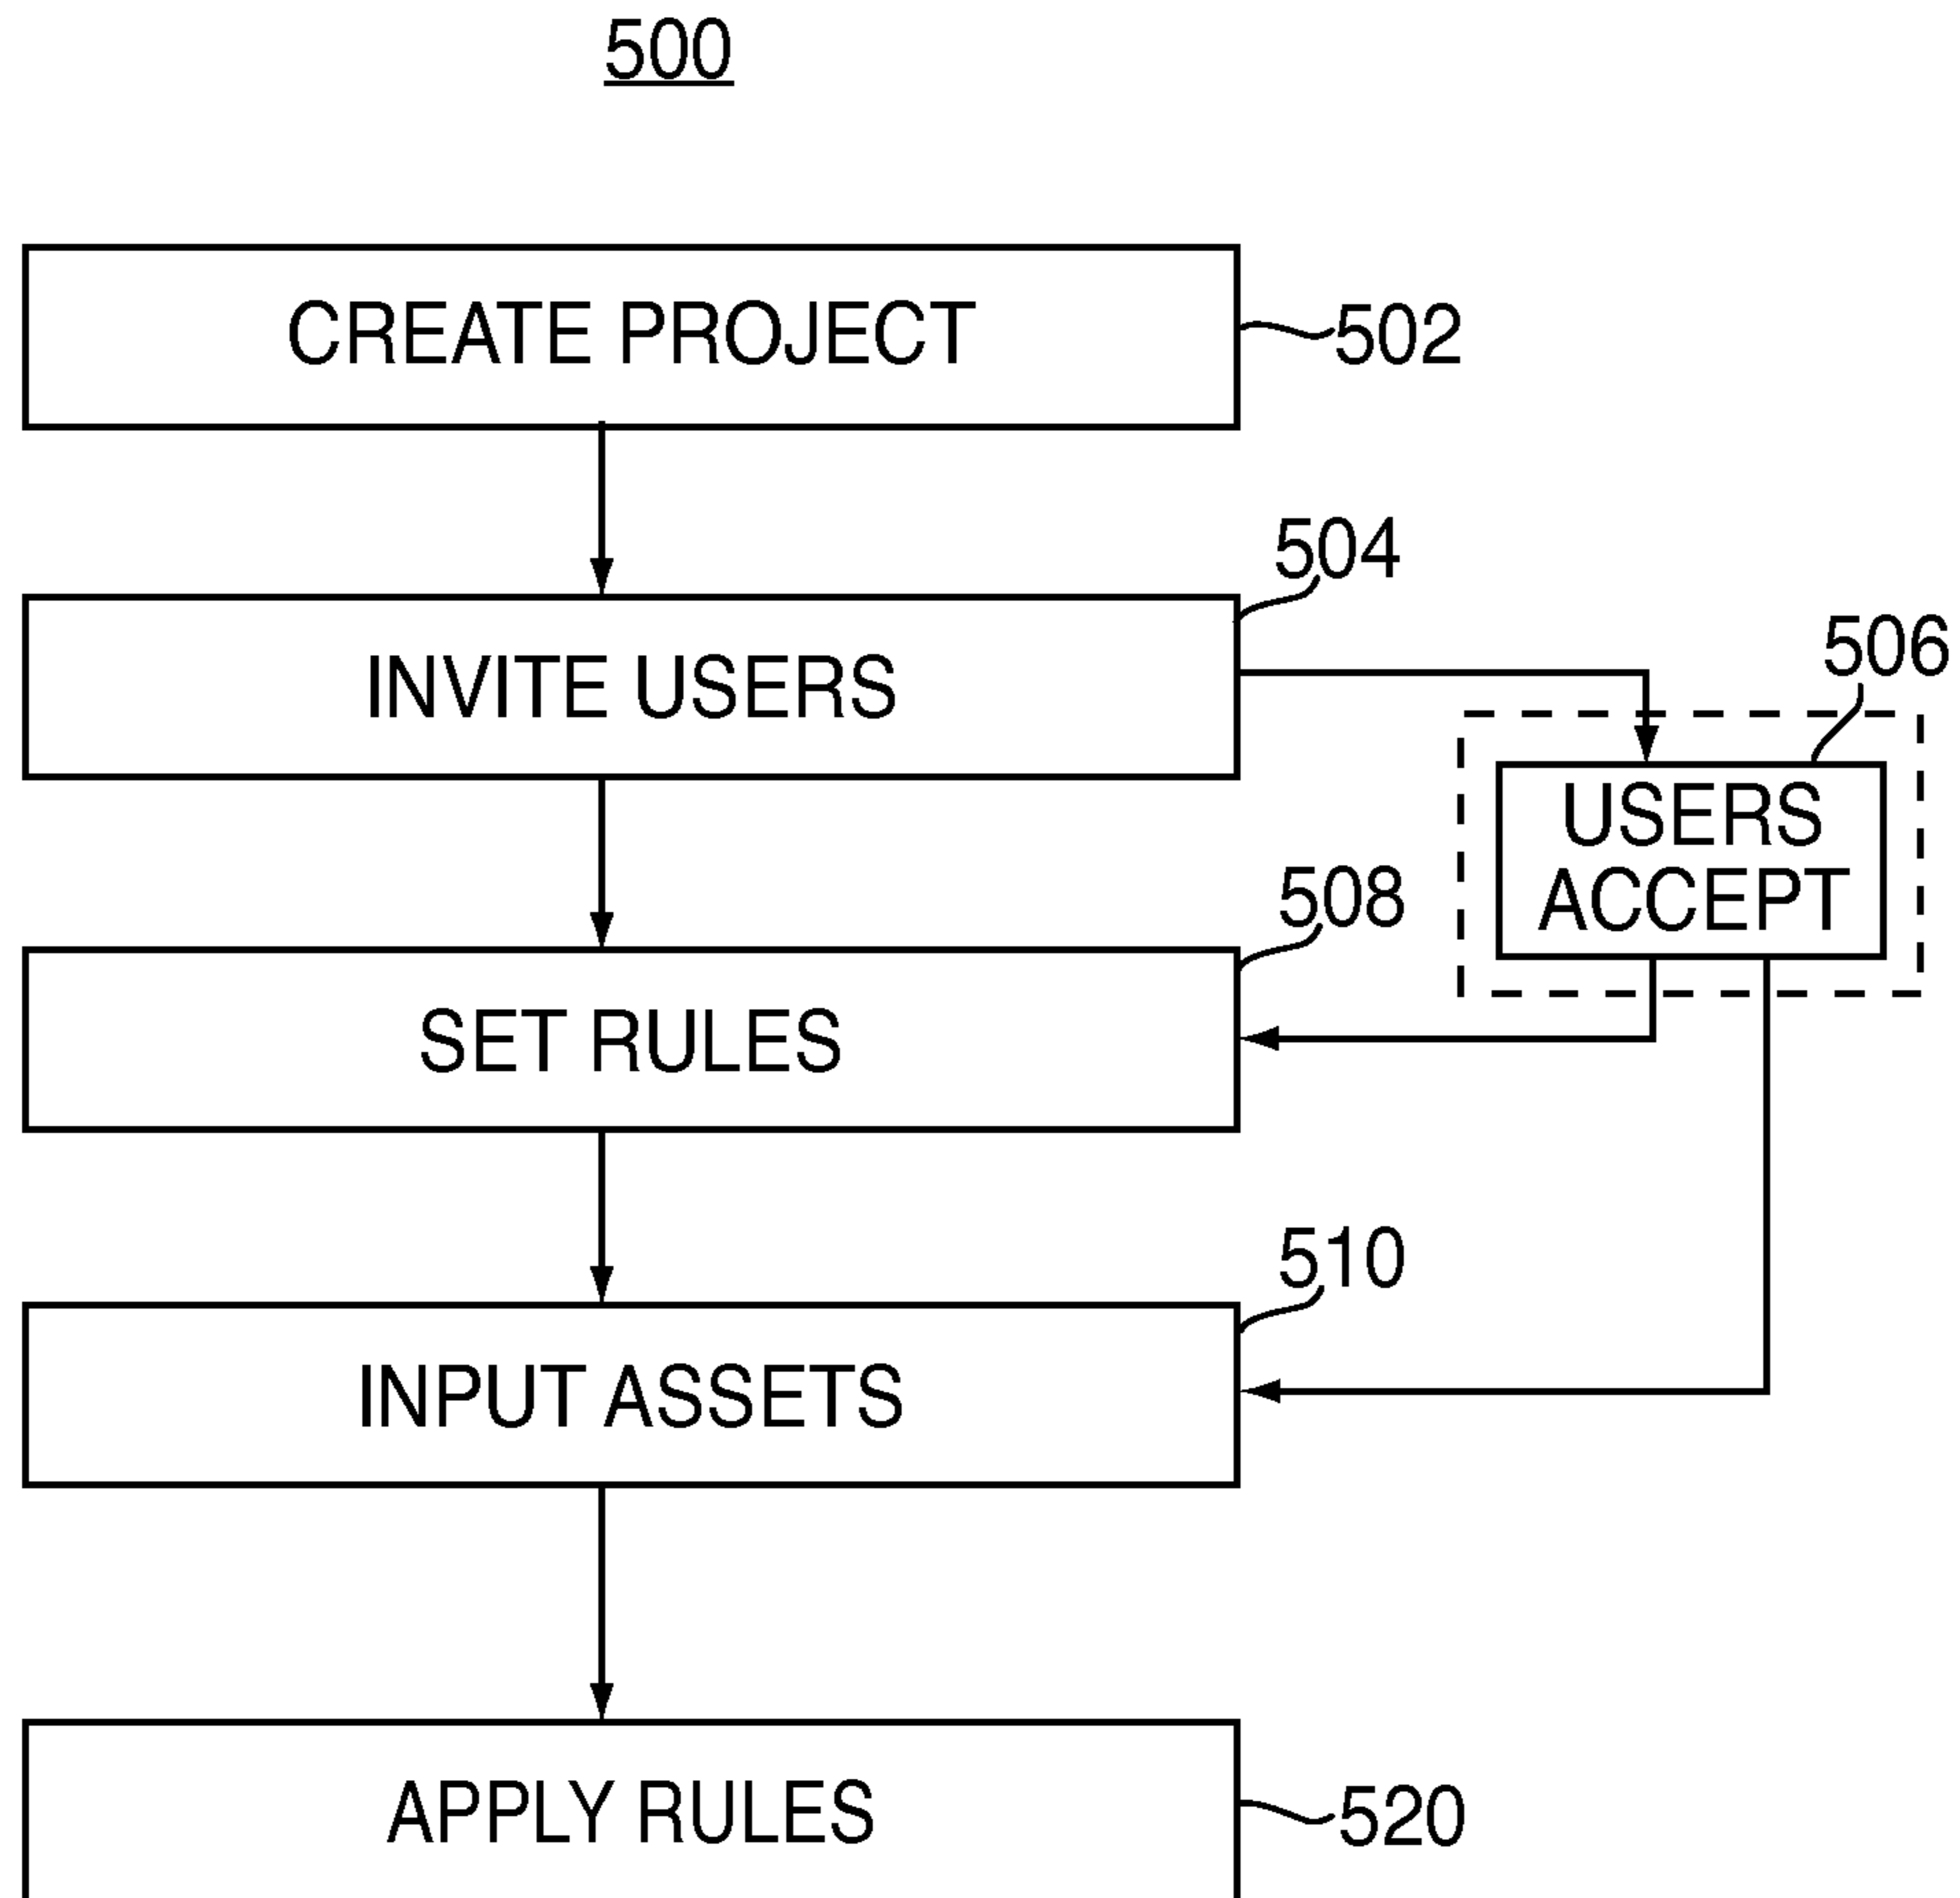 500
CREATE PROJECT
502
504
INVITE USERS
506
USERS
ACCEPT
508
SET RULES
510
INPUT ASSETS
APPLY RULES
520